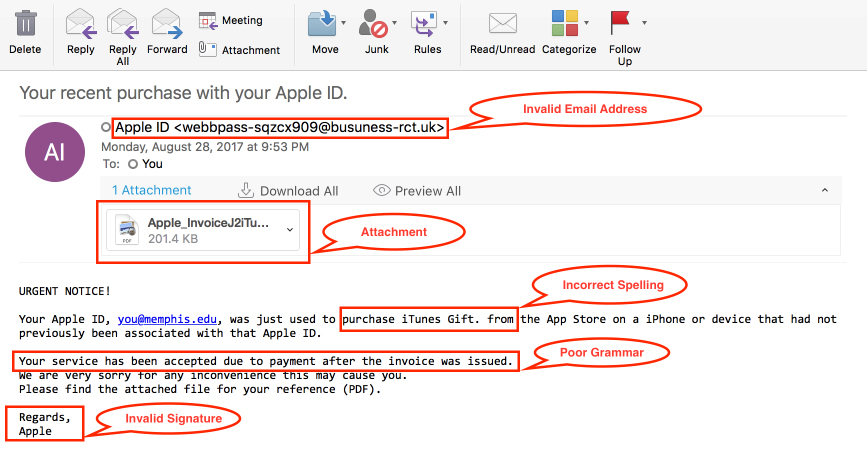 Delete
Reply
Reply All
Forward
Meeting
Attachment
Move
Junk
Rules
Read/Unread
Categorize
Follow Up
Your recent purchase with your Apple ID.
Invalid Email Address
AI
Apple ID <webbpass-sqzcx909@busuness-rct.uk>
Monday, August 28, 2017 at 9:53 PM
To: You
1 Attachment Download All Preview All
Apple_InvoiceJ2iTu...
PDF
201.4 KB
Attachment
Incorrect Spelling
URGENT NOTICE!
Your Apple ID, you@memphis.edu, was just used to purchase iTunes Gift. from the App Store on a iPhone or device that had not
previously been associated with that Apple ID.
Your service has been accepted due to payment after the invoice was issued.
Poor Grammar
We are very sorry for any inconvenience this may cause you.
Please find the attached file for your reference (PDF).
Regards,
Apple
Invalid Signature